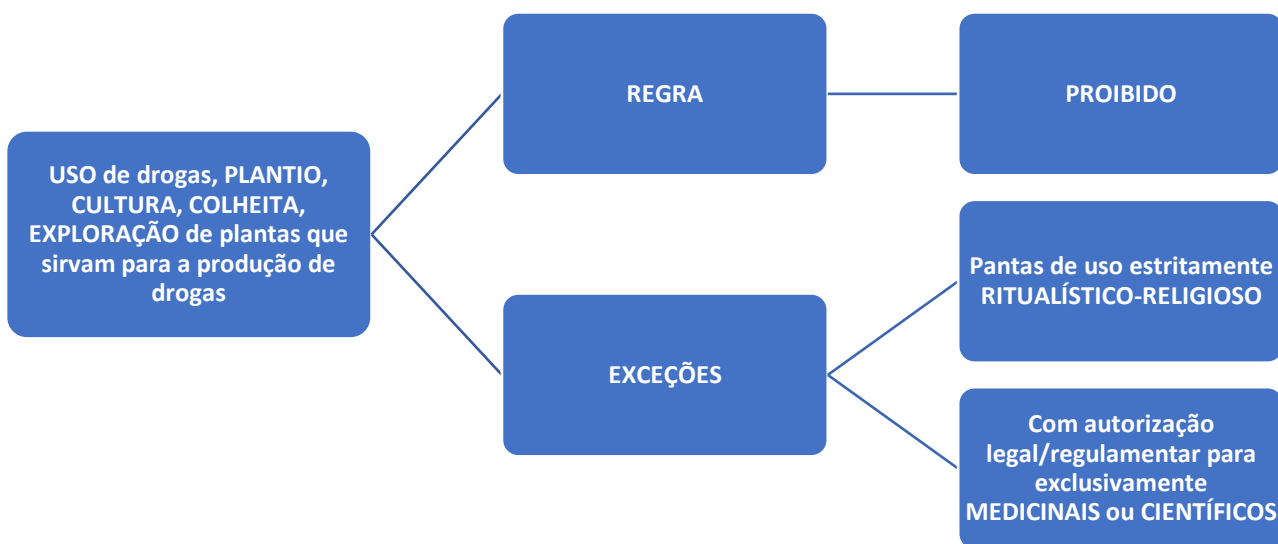 USO de drogas, PLANTIO,
CULTURA, COLHEITA,
EXPLORAÇÃO de plantas que
sirvam para a produção de
drogas
REGRA
PROIBIDO
EXCEÇÕES
Pantas de uso estritamente
RITUALÍSTICO-RELIGIOSO
Com autorização
legal/regulamentar para
exclusivamente
MEDICINAIS ou CIENTÍFICOS